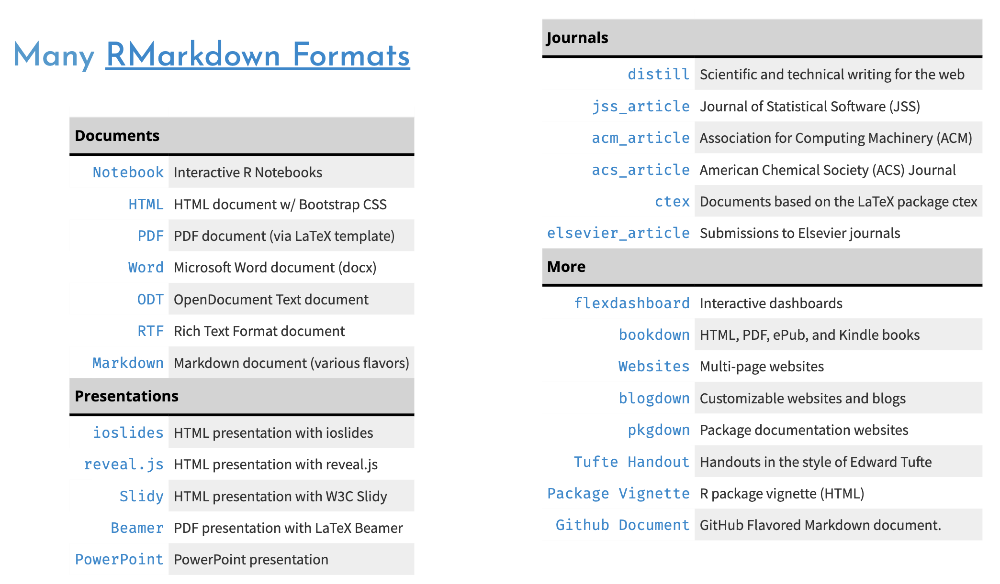 Many RMarkdown Formats
Documents
Notebook Interactive R Notebooks
HTML HTML document w/ Bootstrap CSS
PDF PDF document (via LaTeX template)
Word Microsoft Word document (docx)
ODT OpenDocument Text document
RTF Rich Text Format document
Markdown Markdown document (various flavors)
Presentations
ioslides HTML presentation with ioslides
reveal.js HTML presentation with reveal.js
Slidy HTML presentation with W3C Slidy
Beamer PDF presentation with LaTeX Beamer
PowerPoint PowerPoint presentation
Journals
distill Scientific and technical writing for the web
jss_article Journal of Statistical Software (JSS)
acm_article Association for Computing Machinery (ACM)
acs_article American Chemical Society (ACS) Journal
ctex Documents based on the LaTeX package ctex
elsevier_article Submissions to Elsevier journals
More
flexdashboard Interactive dashboards
bookdown HTML, PDF, ePub, and Kindle books
Websites Multi-page websites
blogdown Customizable websites and blogs
pkgdown Package documentation websites
Tufte Handout Handouts in the style of Edward Tufte
Package Vignette R package vignette (HTML)
Github Document GitHub Flavored Markdown document.